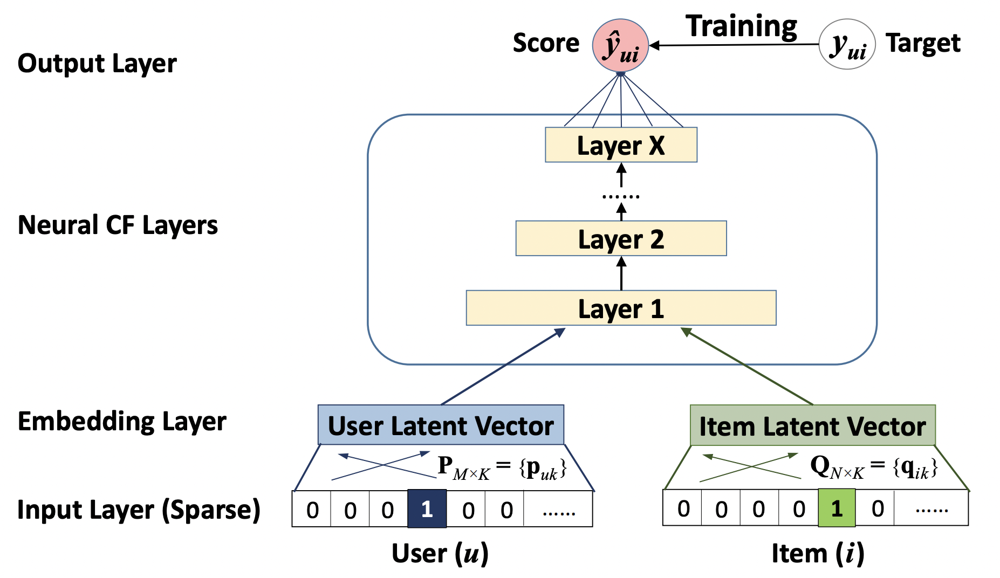 Score ŷui Training yui Target
Output Layer
Layer X
......
Layer 2
Neural CF Layers
Layer 1
Embedding Layer User Latent Vector Item Latent Vector
P M×K = {puk} Q N×K = {qik}
Input Layer (Sparse) 0 0 0 1 0 0 ...... 0 0 0 0 1 0 ......
User (u) Item (i)